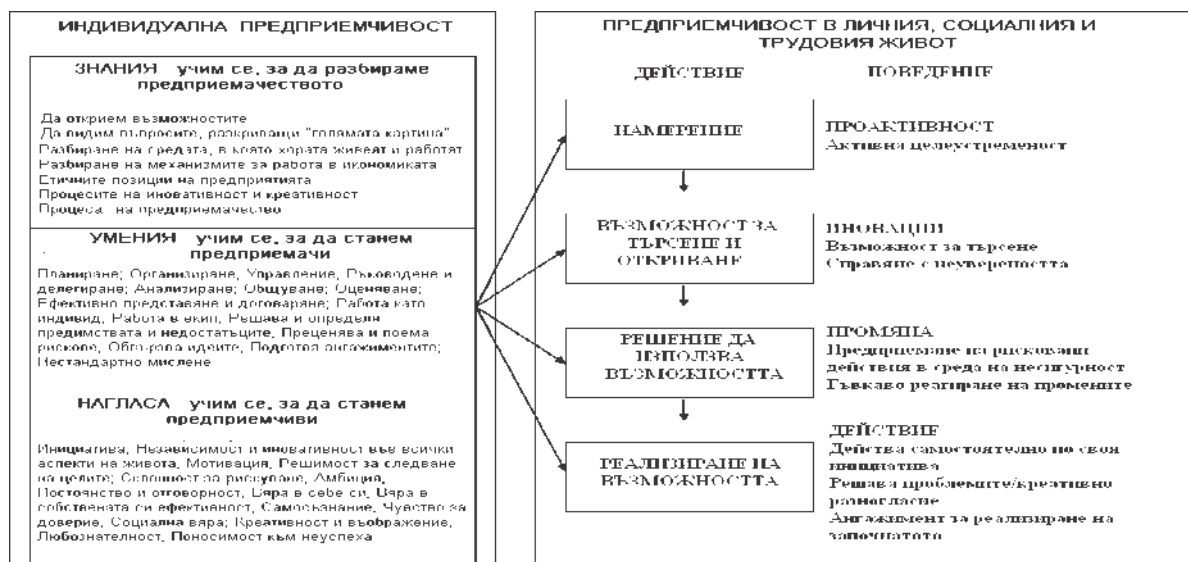 ИНДИВИДУАЛНА ПРЕДПРИЕМЧИВОСТ
ЗНАНИЯ учим се, за да разбираме
предприемачеството
Да открием възможностите
Да видим въпросите, разкриващи "голямата картина"
Разбиране на средата, в която хората живеят и работят
Разбиране на механизмите за работа в икономиката
Етичните позиции на предприятията
Процесите на иновативност и креативност
Процеса на предприемачество
УМЕНИЯ учим се, за да станем
предприемачи
Планиране; Организиране, Управление, Ръководене и
делегиране; Анализиране; Общуване; Оценяване;
Ефективно представяне и договаряне; Работа като
индивид, Работа в екип, Решава и определя
предимствата и недостатъците, Преценява и поема
рискове, идеите, Подготвя ангажиментите;
Нестандартно мислене
НАГЛАСА учим се, за да станем
предприемчиви
Инициатива, Независимост и иновативност във всички
аспекти на живота, Мотивация, Решимост за следване
на целите; Склонност за рискуване, Амбиция,
Постоянство и отговорност, Вяра в себе си, Вяра в
собствената си ефективност, Самосъзнание, Чувство за
доверие, Социална вяра; Креативност и въображение,
Любознателност, Поносимост към неуспеха
ПРЕДПРИЕМЧИВОСТ В ЛИЧНИЯ, СОЦИАЛНИЯ И
ТРУДОВИЯ ЖИВОТ
ДЕЙСТВИЕ
ПОВЕДЕНИЕ
НАМЕРЕНИЕ
ПРОАКТИВНОСТ
Активна целеустременост
ВЪЗМОЖНОСТ ЗА
ТЪРСЕНЕ И
ОТКРИВАНЕ
ИНОВАЦИИ
Възможност за търсене
Справяне с неувереността
РЕШЕНИЕ ДА
ИЗПОЛЗВА
ВЪЗМОЖНОСТТА
ПРОМЯНА
Предприемане на рисковани
действия в среда на несигурност
Гъвкаво реагиране на промените
РЕАЛИЗИРАНЕ НА
ВЪЗМОЖНОСТТА
ДЕЙСТВИЕ
Действа самостоятелно по своя
инициатива
Решава проблемите/креативно
разногласие
Ангажимент за реализиране на
започнатото